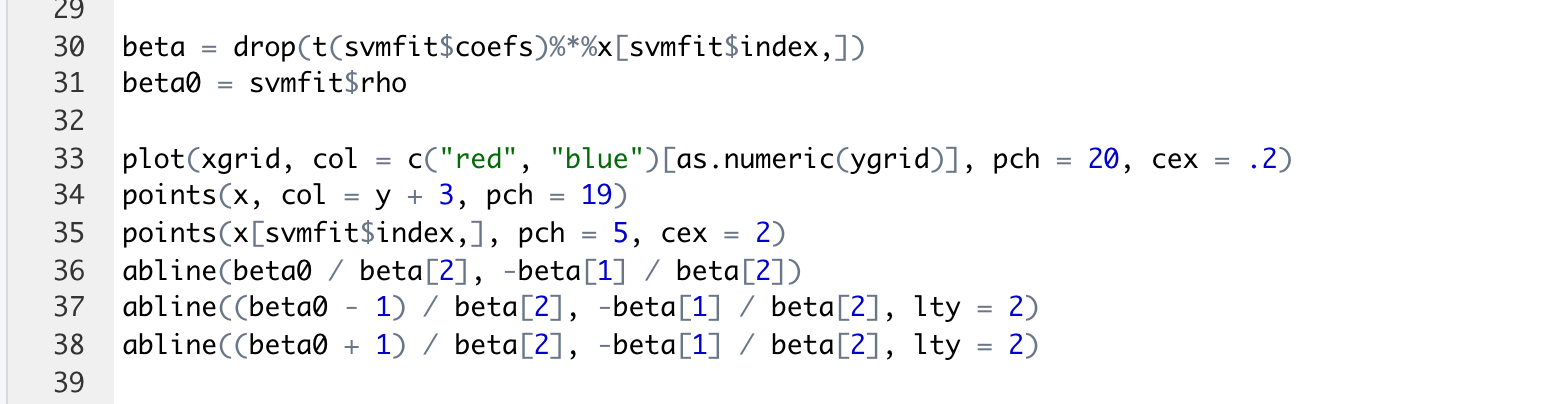 29
30 beta = drop(t(svmfit$coefs)%*%x[svmfit$index,])
31 beta0 = svmfit$rho
32
33 plot(xgrid, col = c("red", "blue")[as.numeric(ygrid)], pch = 20, cex = .2)
34 points(x, col = y + 3, pch = 19)
35 points(x[svmfit$index,], pch = 5, cex = 2)
36 abline(beta0 / beta[2], -beta[1] / beta[2])
37 abline((beta0 - 1) / beta[2], -beta[1] / beta[2], lty = 2)
38 abline((beta0 + 1) / beta[2], -beta[1] / beta[2], lty = 2)
39